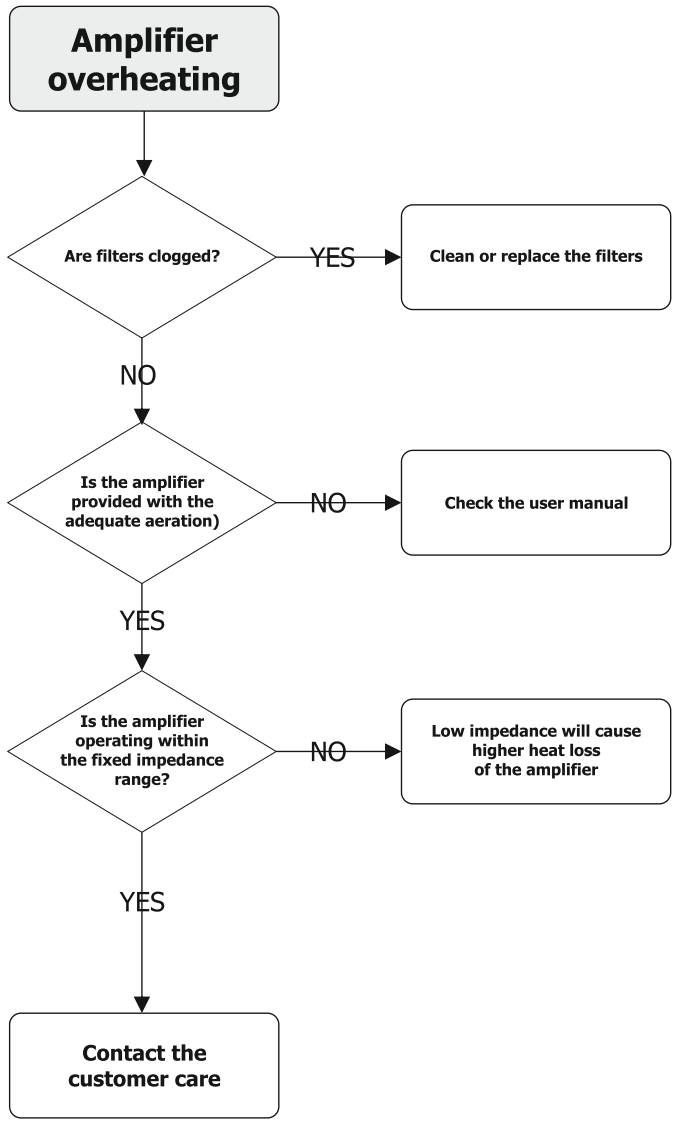 Amplifier
overheating
Are filters clogged?
YES
Clean or replace the filters
NO
Is the amplifier
provided with the
adequate aeration)
NO
Check the user manual
YES
Is the amplifier
operating within
the fixed impedance
range?
NO
Low impedance will cause
higher heat loss
of the amplifier
YES
Contact the
customer care